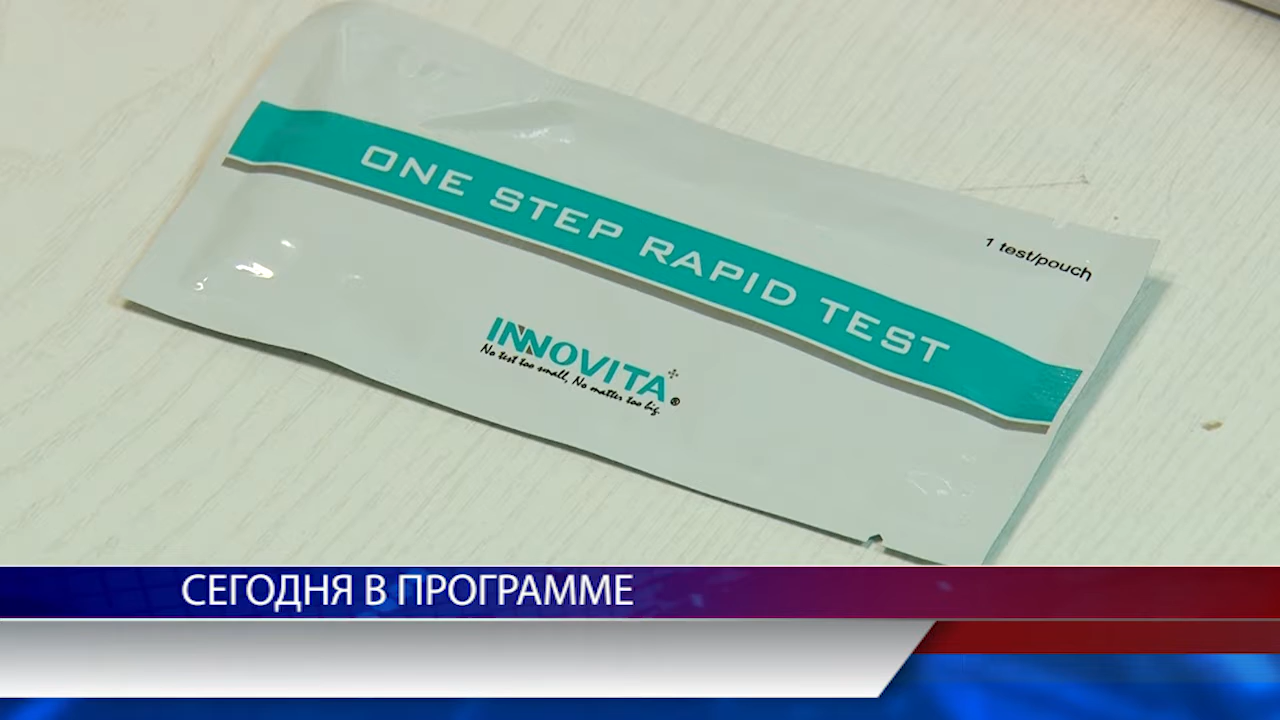 ONE STEP RAPID TEST
1 test/pouch
INNOVITA®
No test too small, No matter too big.
СЕГОДНЯ В ПРОГРАММЕ